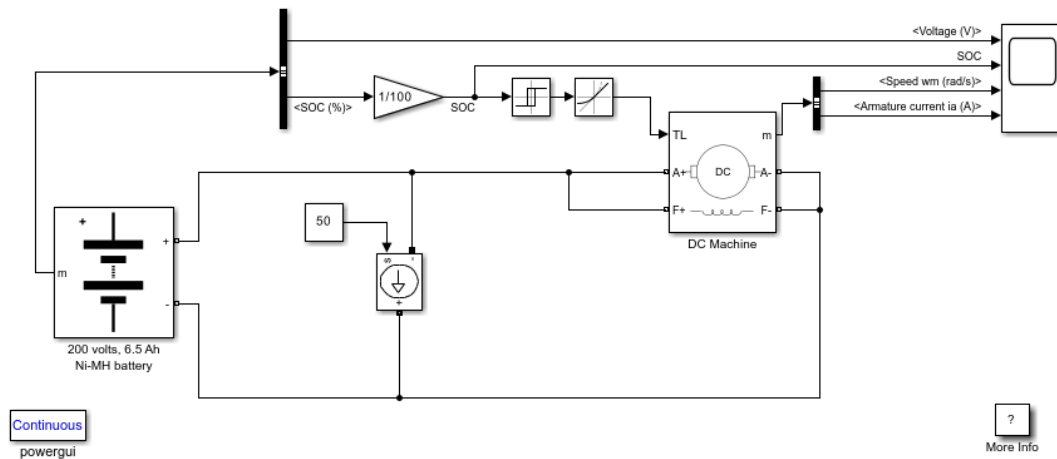 <Voltage (V)>
SOC
<Speed wm (rad/s)>
<Armature current ia (A)>
1/100
<SOC (%)>
SOC
TL
m
A+
DC
A-
F+
F-
DC Machine
50
s
-
+
+
+
m
-
200 volts, 6.5 Ah
Ni-MH battery
Continuous
powergui
?
More Info